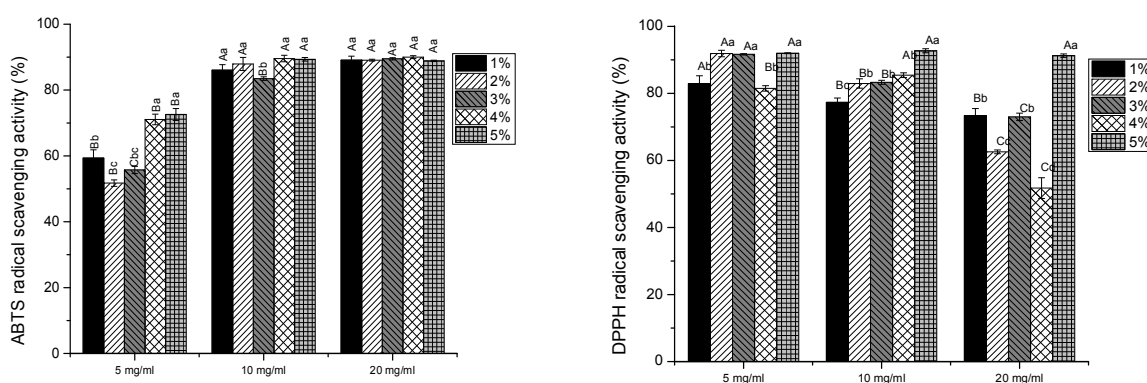 ABTS radical scavenging activity (%)
100
80
60
40
20
0
Bb
Bc
Cbc
Ba
Ba
Aa
Aa
Bb
Aa
Aa
Aa
Aa
Aa
Aa
Aa
1%
2%
3%
4%
5%
5 mg/ml
10 mg/ml
20 mg/ml
DPPH radical scavenging activity (%)
100
80
60
40
20
0
Ab
Aa
Aa
Bb
Aa
Bc
Bb
Bb
Ab
Aa
Bb
Cc
Cb
Cd
Aa
1%
2%
3%
4%
5%
5 mg/ml
10 mg/ml
20 mg/ml